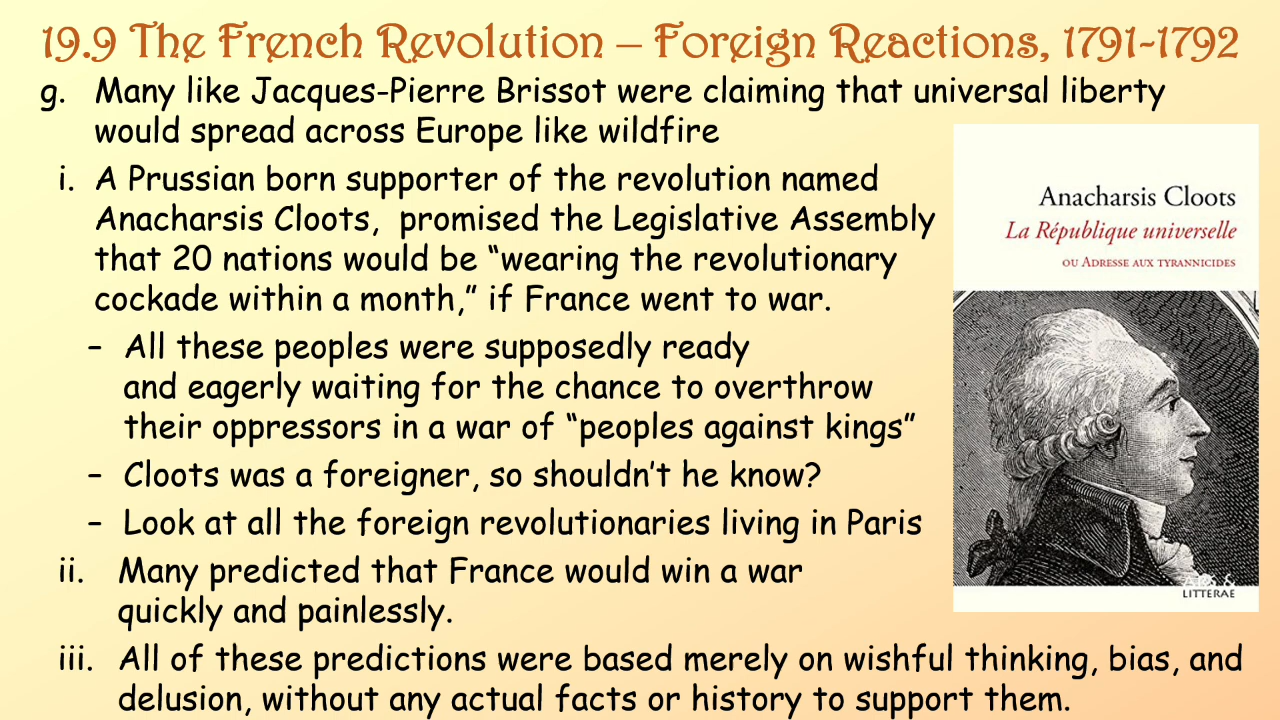 19.9 The French Revolution – Foreign Reactions, 1791-1792
g. Many like Jacques-Pierre Brissot were claiming that universal liberty
would spread across Europe like wildfire
i. A Prussian born supporter of the revolution named
Anacharsis Cloots, promised the Legislative Assembly
that 20 nations would be “wearing the revolutionary
cockade within a month,” if France went to war.
– All these peoples were supposedly ready
and eagerly waiting for the chance to overthrow
their oppressors in a war of “peoples against kings”
– Cloots was a foreigner, so shouldn’t he know?
– Look at all the foreign revolutionaries living in Paris
ii. Many predicted that France would win a war
quickly and painlessly.
iii. All of these predictions were based merely on wishful thinking, bias, and
delusion, without any actual facts or history to support them.
Anacharsis Cloots
La République universelle
ou Adresse aux tyrannicides
LITTERAE